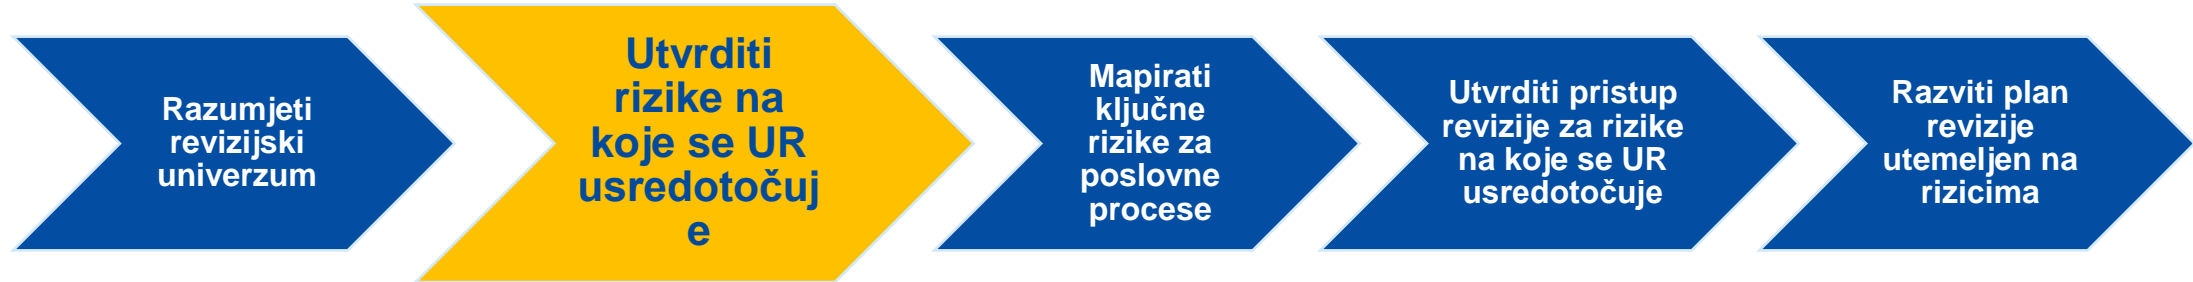 Razumjeti
revizijski
univerzum
Utvrditi
rizike na
koje se UR
usredotočuj
e
Mapirati
ključne
rizike za
poslovne
procese
Utvrditi pristup
revizije za rizike
na koje se UR
usredotočuje
Razviti plan
revizije
utemeljen na
rizicima